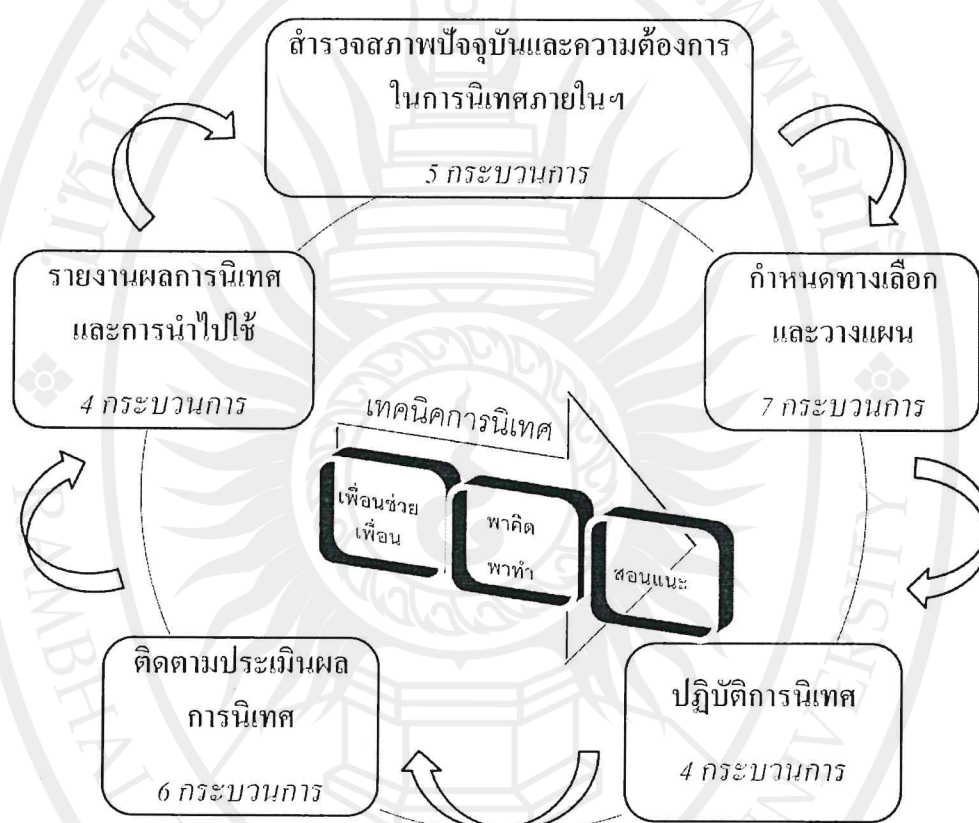 สำรวจสภาพปัจจุบันและความต้องการ
ในการนิเทศภายในฯ
5 กระบวนการ
กำหนดทางเลือก
และวางแผน
7 กระบวนการ
ปฏิบัติการนิเทศ
4 กระบวนการ
ติดตามประเมินผล
การนิเทศ
6 กระบวนการ
รายงานผลการนิเทศ
และการนำไปใช้
4 กระบวนการ
เทคนิคการนิเทศ
เพื่อนช่วย
เพื่อน
พาคิด
พาทำ
สอนแนะ